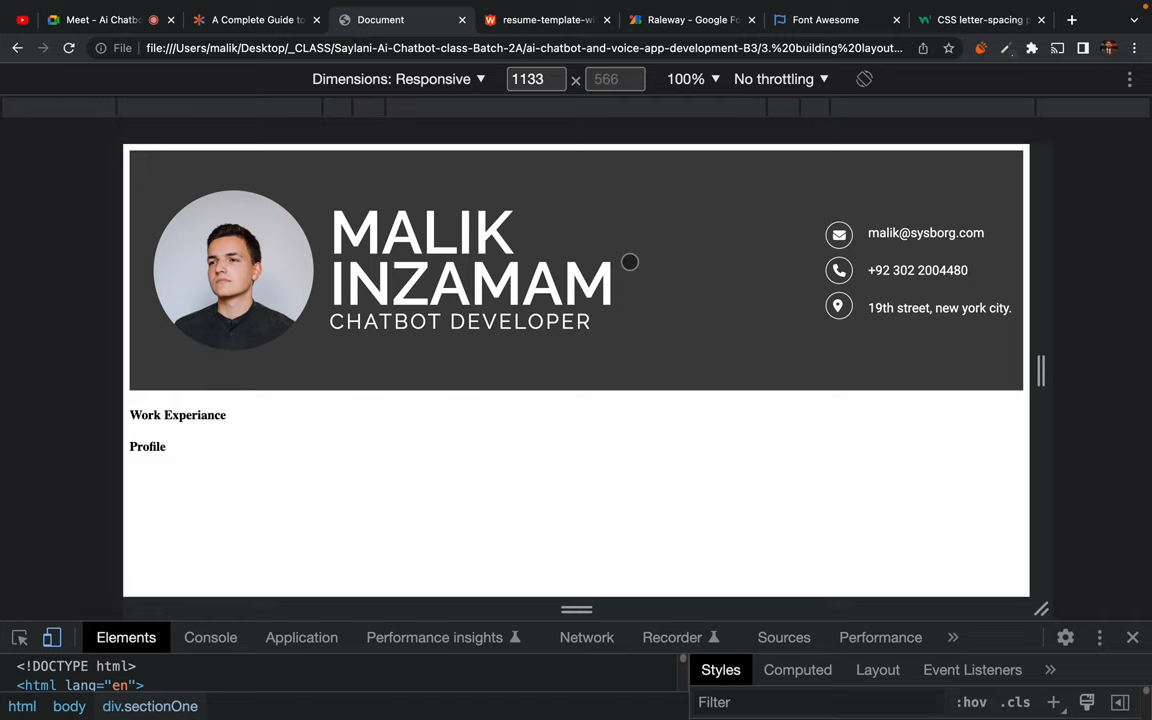 Meet - Ai Chatbo
A Complete Guide to
Document
resume-template-wi
Raleway - Google Fo
Font Awesome
CSS letter-spacing p
File
file:///Users/malik/Desktop/_CLASS/Saylani-Ai-Chatbot-class-Batch-2A/ai-chatbot-and-voice-app-development-B3/3.%20building%20layout...
Dimensions: Responsive
1133
566
100%
No throttling
MALIK
INZAMAM
CHATBOT DEVELOPER
malik@sysborg.com
+92 302 2004480
19th street, new york city.
Work Experiance
Profile
Elements
Console
Application
Performance insights
Network
Recorder
Sources
Performance
<!DOCTYPE html>
<html lang="en">
html
body
div.sectionOne
Styles
Computed
Layout
Event Listeners
Filter
:hov
.cls